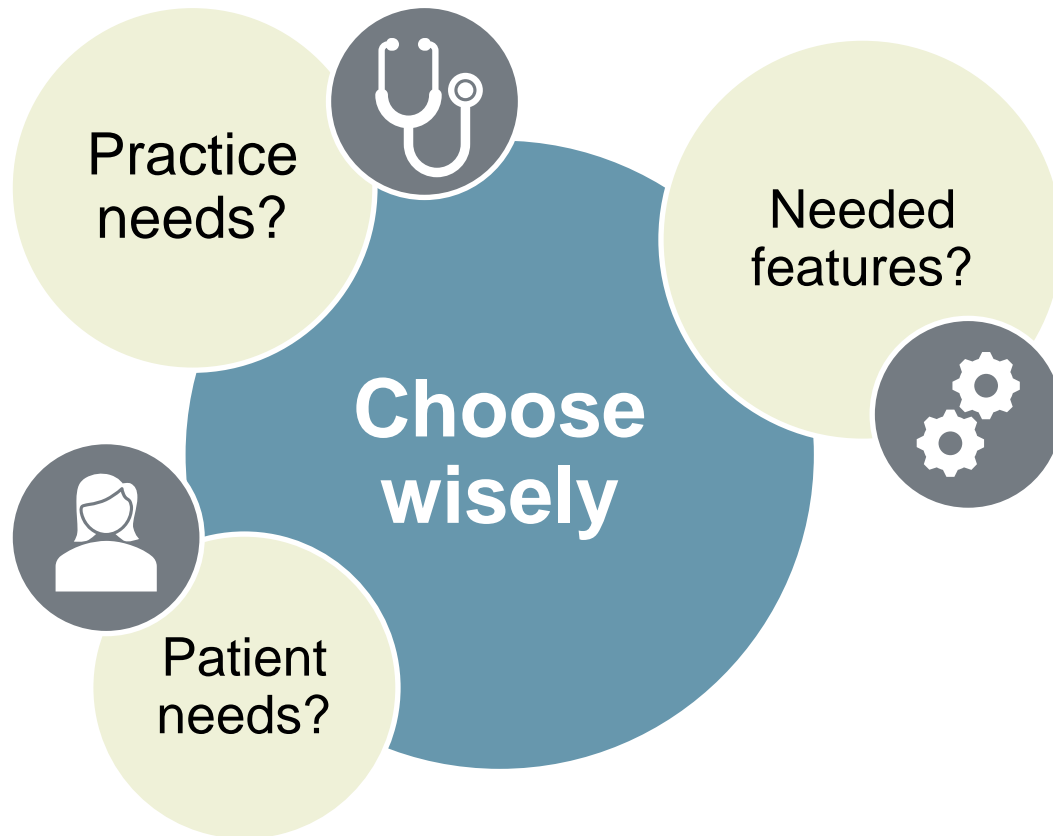 Practice
needs?
Needed
features?
Choose
wisely
Patient
needs?